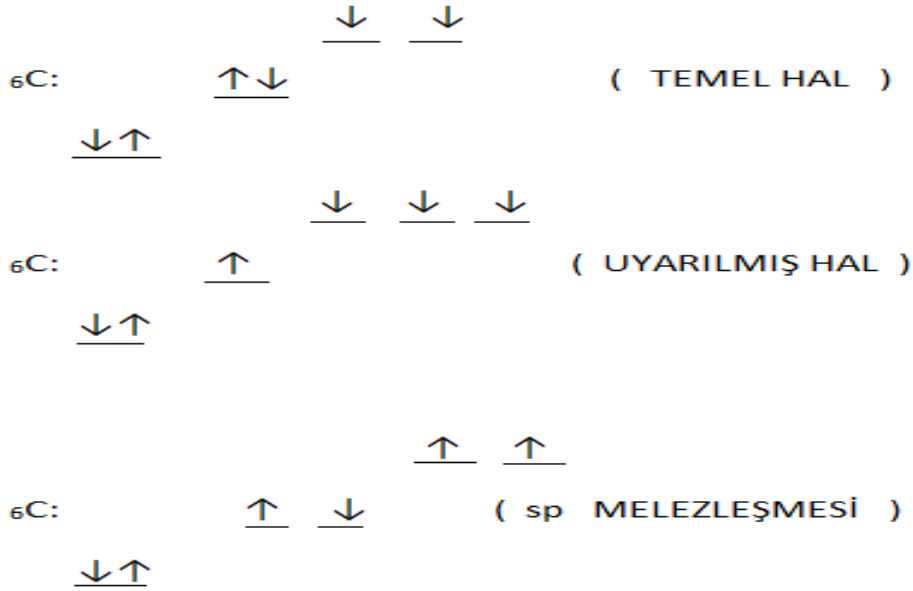 ↓ ↓
₆C: ↑↓ ( TEMEL HAL )
↓↑
↓ ↓ ↓
₆C: ↑ ( UYARILMIŞ HAL )
↓↑
↑ ↑
₆C: ↑ ↓ ( sp MELEZLEŞMESİ )
↓↑